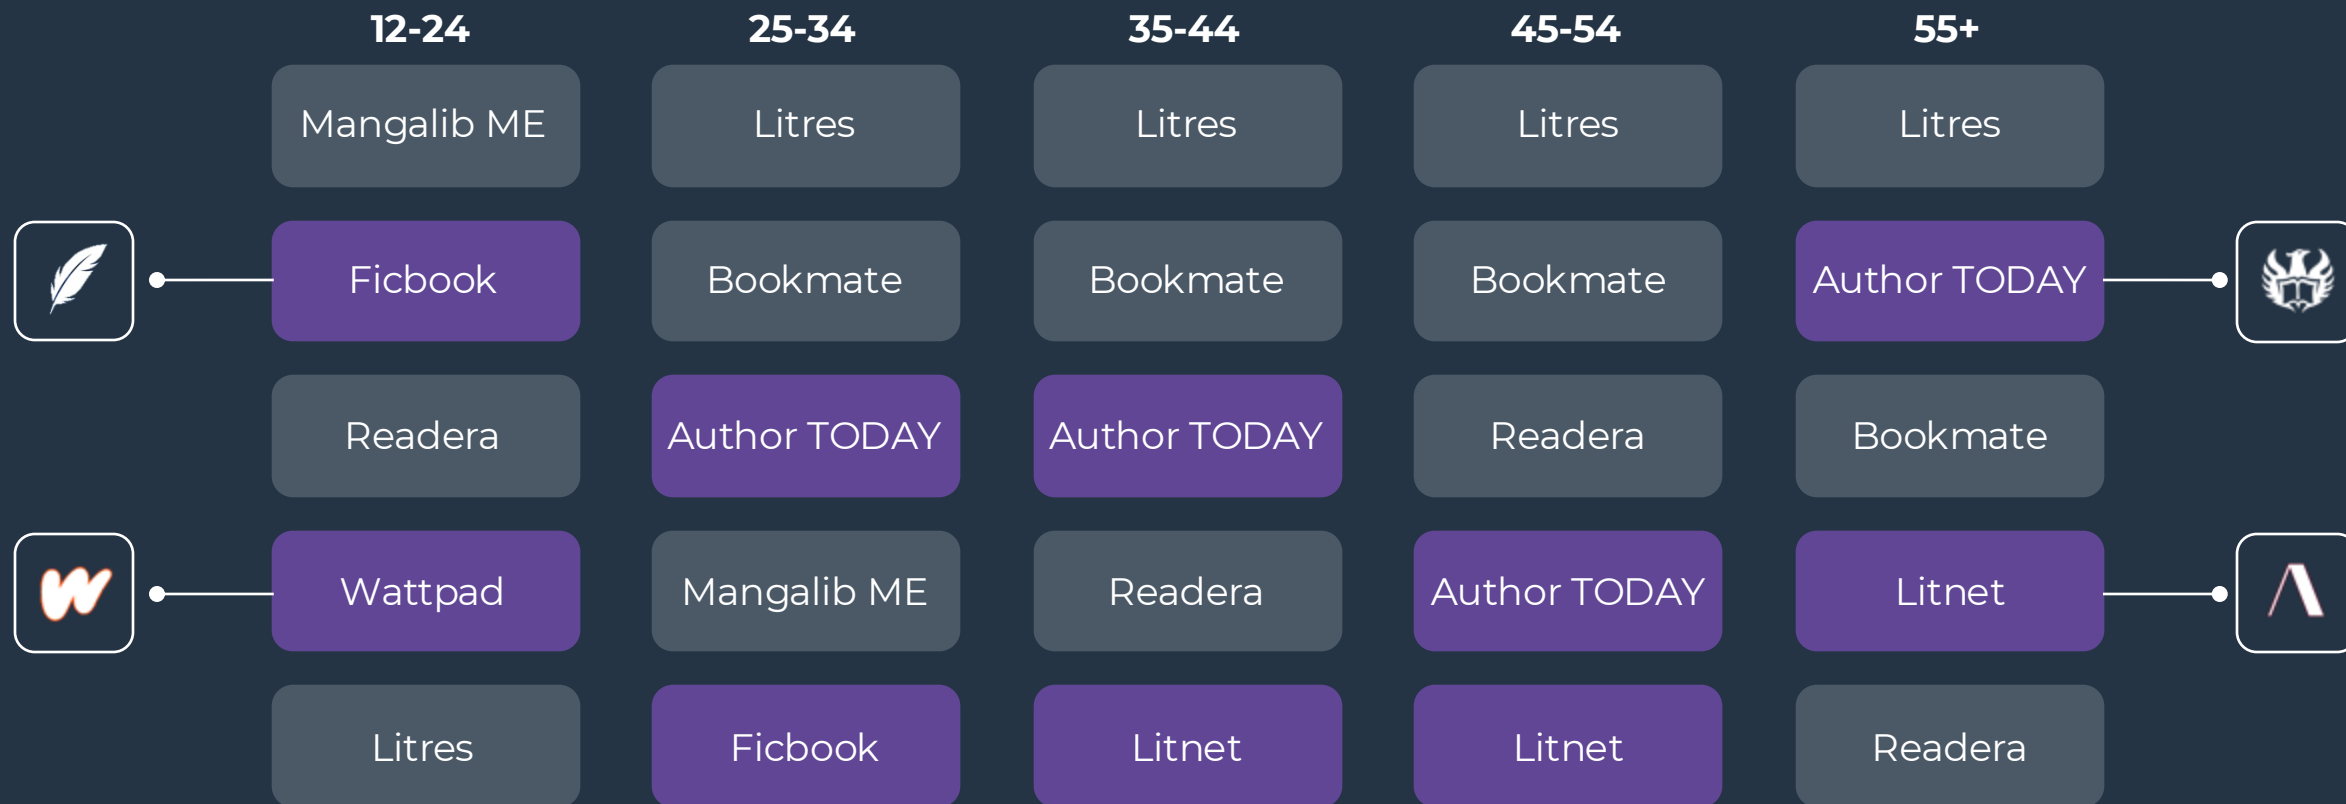 12-24 25-34 35-44 45-54 55+
Mangalib ME Litres Litres Litres Litres
Ficbook Bookmate Bookmate Bookmate Author TODAY
Readera Author TODAY Author TODAY Readera Bookmate
Wattpad Mangalib ME Readera Author TODAY Litnet
Litres Ficbook Litnet Litnet Readera